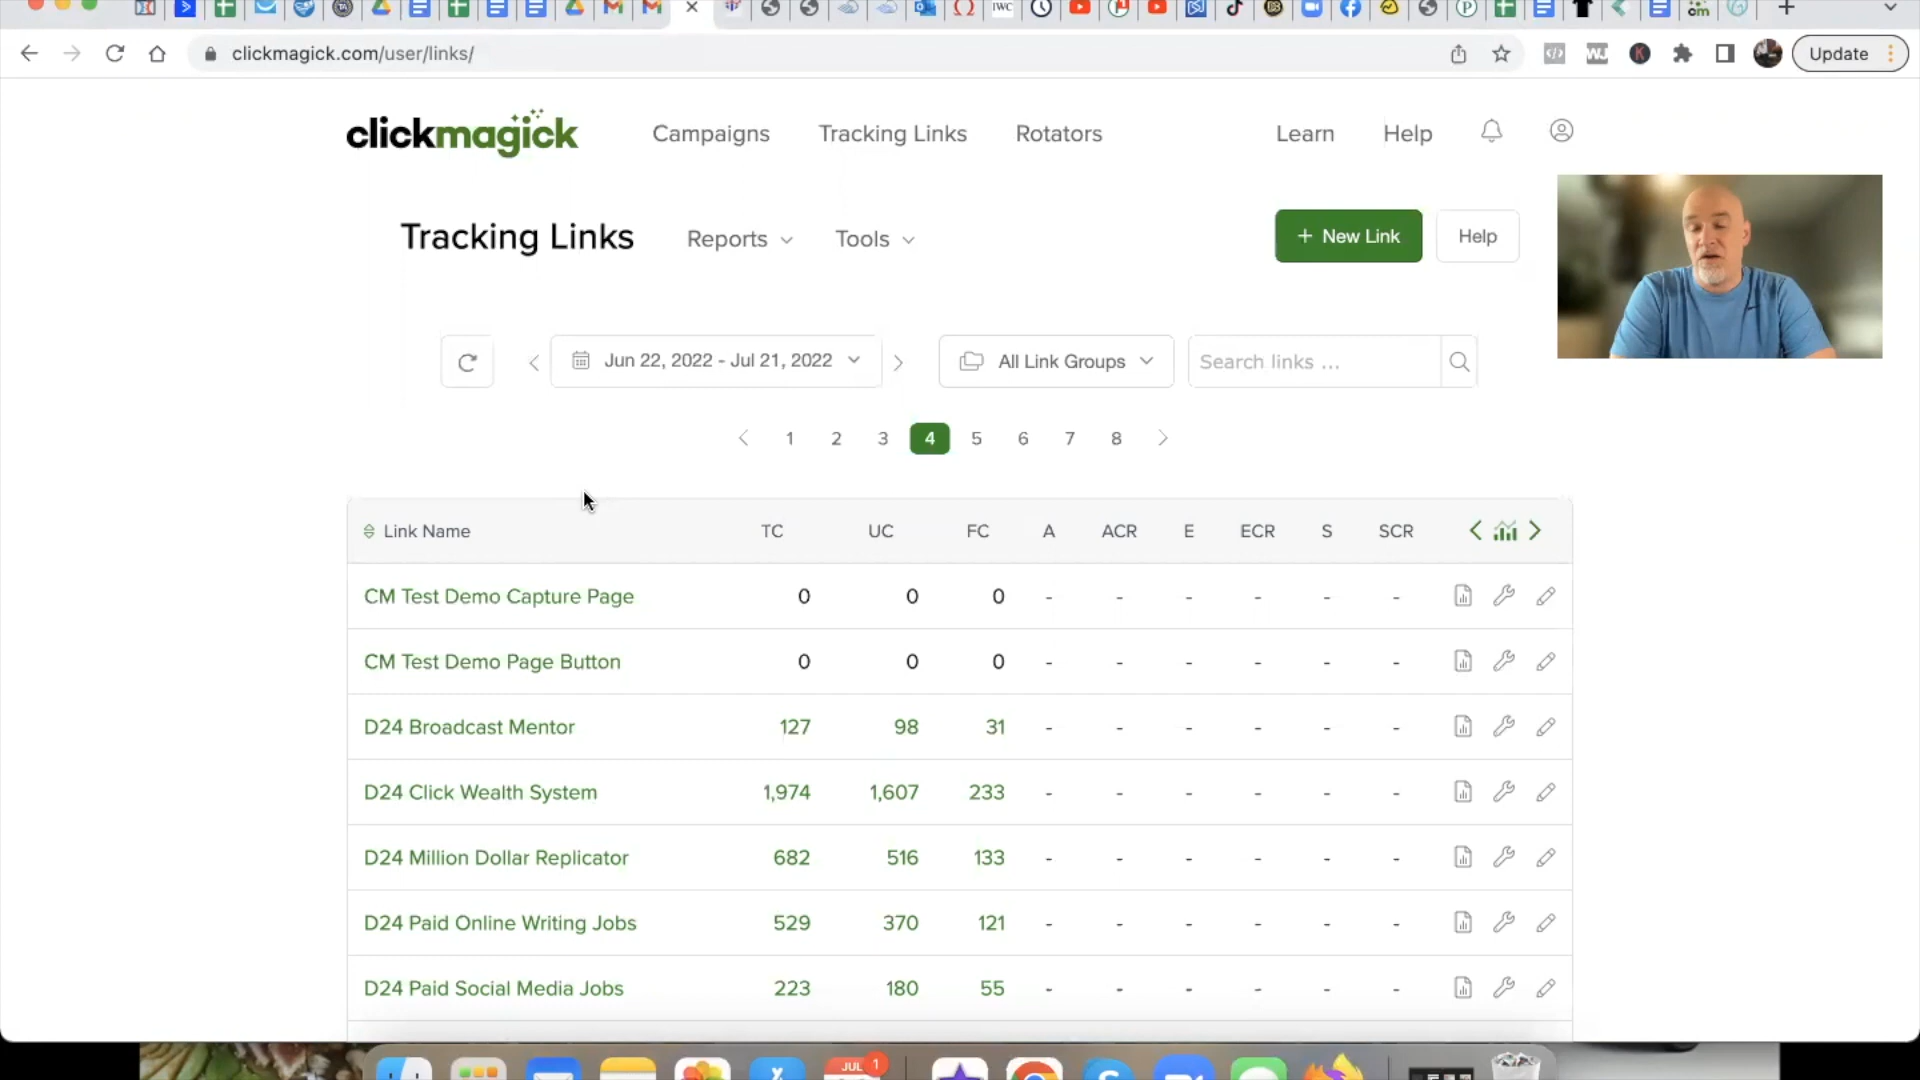 IWC
clickmagick.com/user/links/
Update
clickmagick
Campaigns
Tracking Links
Rotators
Learn
Help
Tracking Links
Reports
Tools
+ New Link
Help
Jun 22, 2022 - Jul 21, 2022
All Link Groups
Search links ...
1 2 3 4 5 6 7 8
Link Name TC UC FC A ACR E ECR S SCR
CM Test Demo Capture Page 0 0 0 - - - - - -
CM Test Demo Page Button 0 0 0 - - - - - -
D24 Broadcast Mentor 127 98 31 - - - - - -
D24 Click Wealth System 1,974 1,607 233 - - - - - -
D24 Million Dollar Replicator 682 516 133 - - - - - -
D24 Paid Online Writing Jobs 529 370 121 - - - - - -
D24 Paid Social Media Jobs 223 180 55 - - - - - -
JUL 1